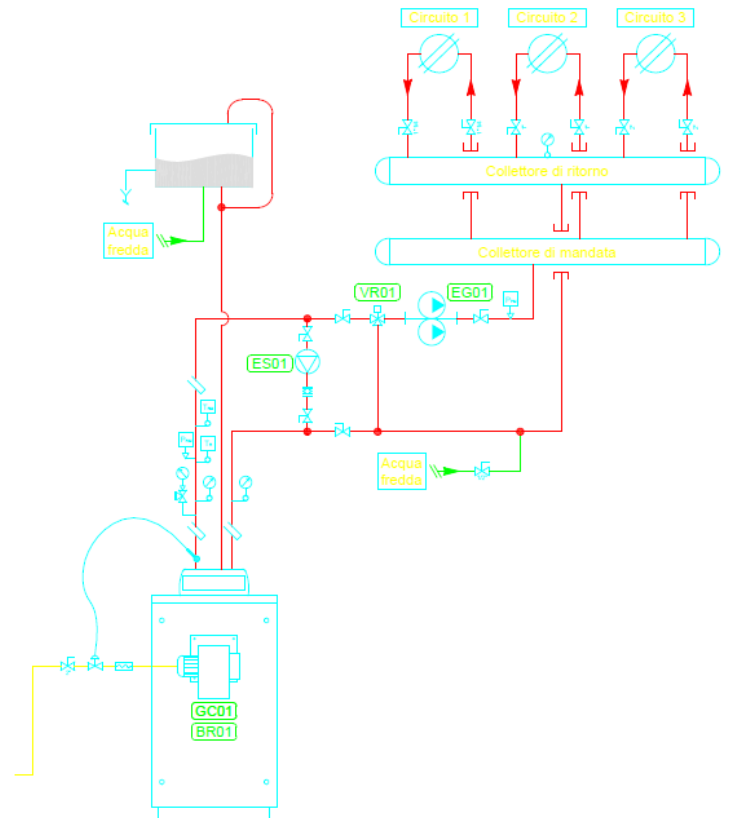 Circuito 1
Circuito 2
Circuito 3
Collettore di ritorno
Acqua
fredda
Collettore di mandata
VR01
EG01
ES01
Acqua
fredda
GC01
BR01